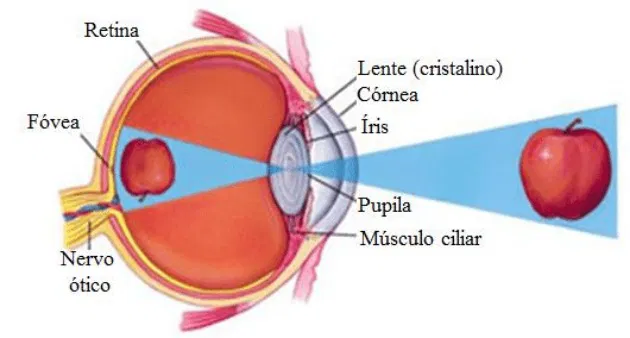 Retina
Lente (cristalino)
Córnea
Íris
Fóvea
Pupila
Músculo ciliar
Nervo
ótico